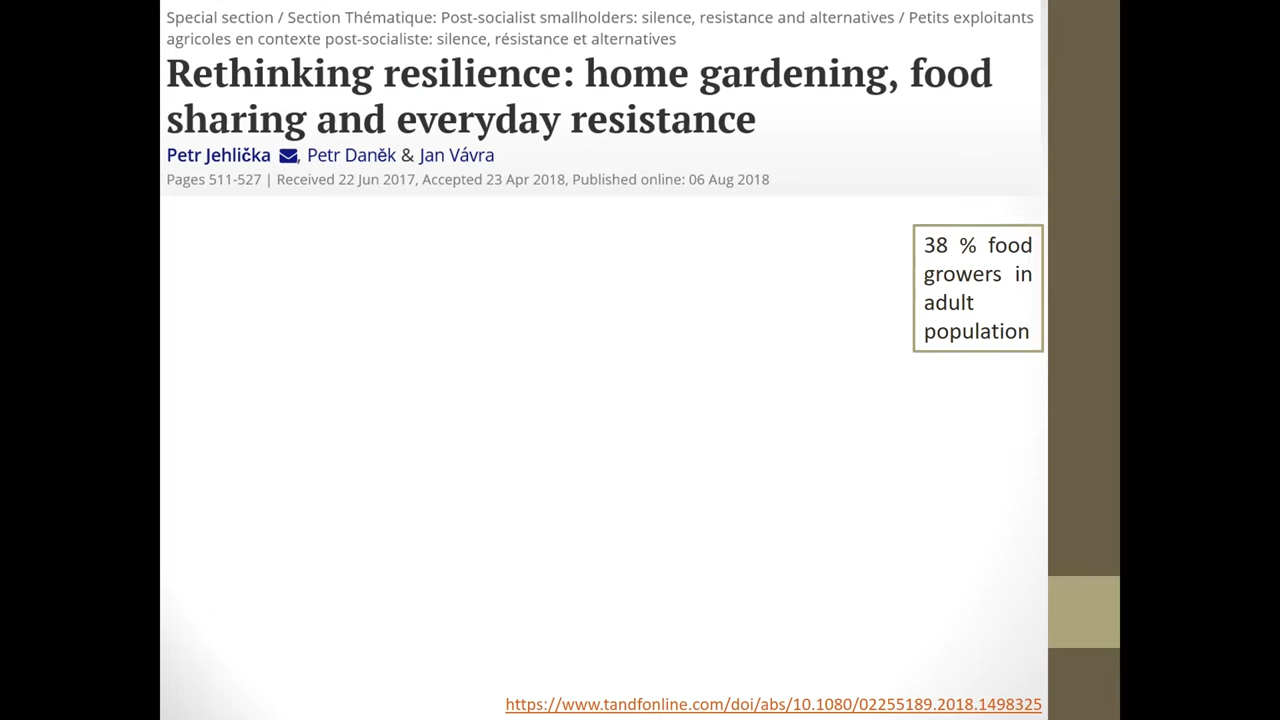 Special section / Section Thématique: Post-socialist smallholders: silence, resistance and alternatives / Petits exploitants
agricoles en contexte post-socialiste: silence, résistance et alternatives
Rethinking resilience: home gardening, food
sharing and everyday resistance
Petr Jehlička, Petr Daněk & Jan Vávra
Pages 511-527 | Received 22 Jun 2017, Accepted 23 Apr 2018, Published online: 06 Aug 2018
38 % food
growers in
adult
population
https://www.tandfonline.com/doi/abs/10.1080/02255189.2018.1498325